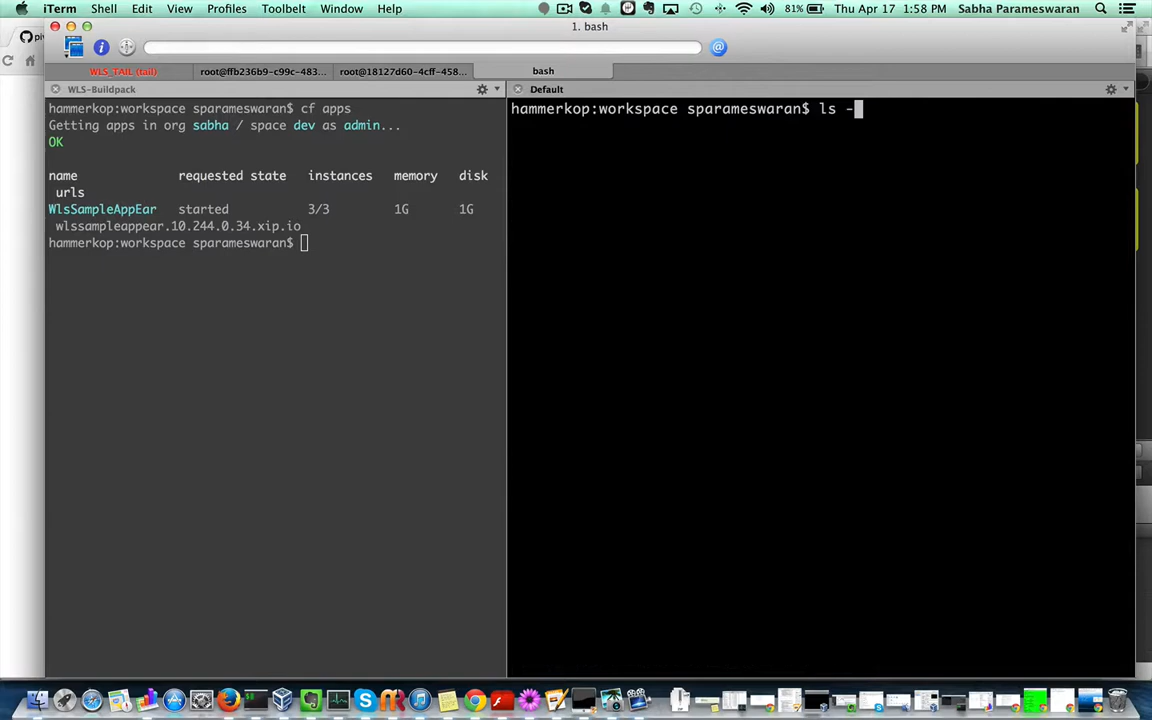 iTerm Shell Edit View Profiles Toolbelt Window Help 81% Thu Apr 17 1:58 PM Sabha Parameswaran
1. bash
WLS_TAIL (tail) root@ffb236b9-c99c-483... root@18127d60-4cff-458... bash
WLS-Buildpack
hammerkop:workspace sparameswaran$ cf apps
Getting apps in org sabha / space dev as admin...
OK
name requested state instances memory disk
urls
WlsSampleAppEar started 3/3 1G 1G
wlssampleappear.10.244.0.34.xip.io
hammerkop:workspace sparameswaran$
Default
hammerkop:workspace sparameswaran$ ls -